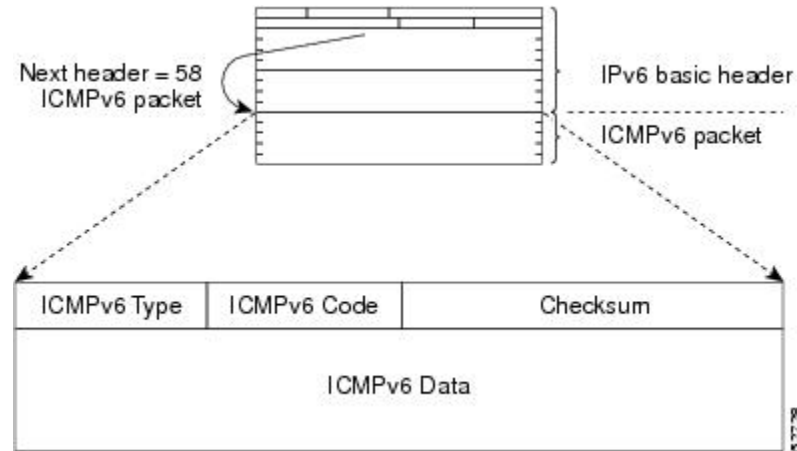 Next header = 58
ICMPv6 packet
IPv6 basic header
ICMPv6 packet
ICMPv6 Type
ICMPv6 Code
Checksum
ICMPv6 Data